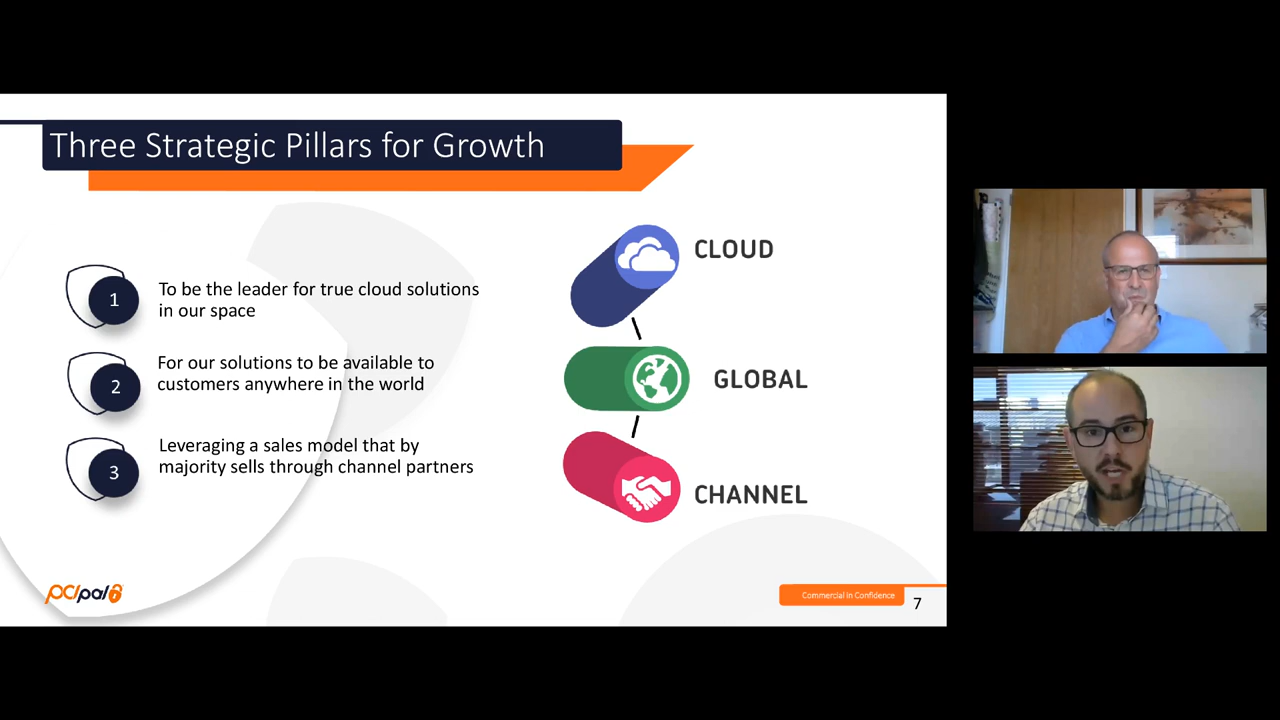 Three Strategic Pillars for Growth
1
To be the leader for true cloud solutions
in our space
2
For our solutions to be available to
customers anywhere in the world
3
Leveraging a sales model that by
majority sells through channel partners
CLOUD
GLOBAL
CHANNEL
pcipal
Commercial in Confidence
7